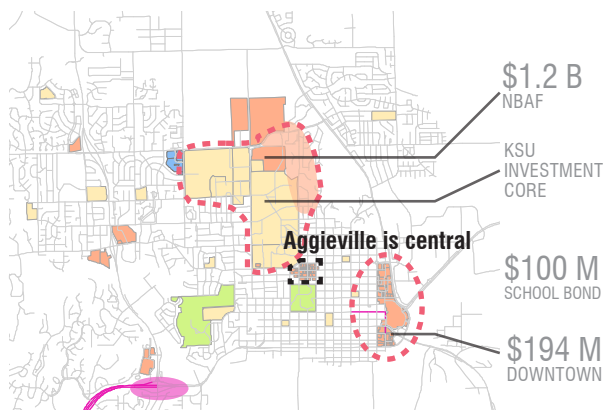 $1.2 B
NBAF
KSU
INVESTMENT
CORE
Aggieville is central
$100 M
SCHOOL BOND
$194 M
DOWNTOWN